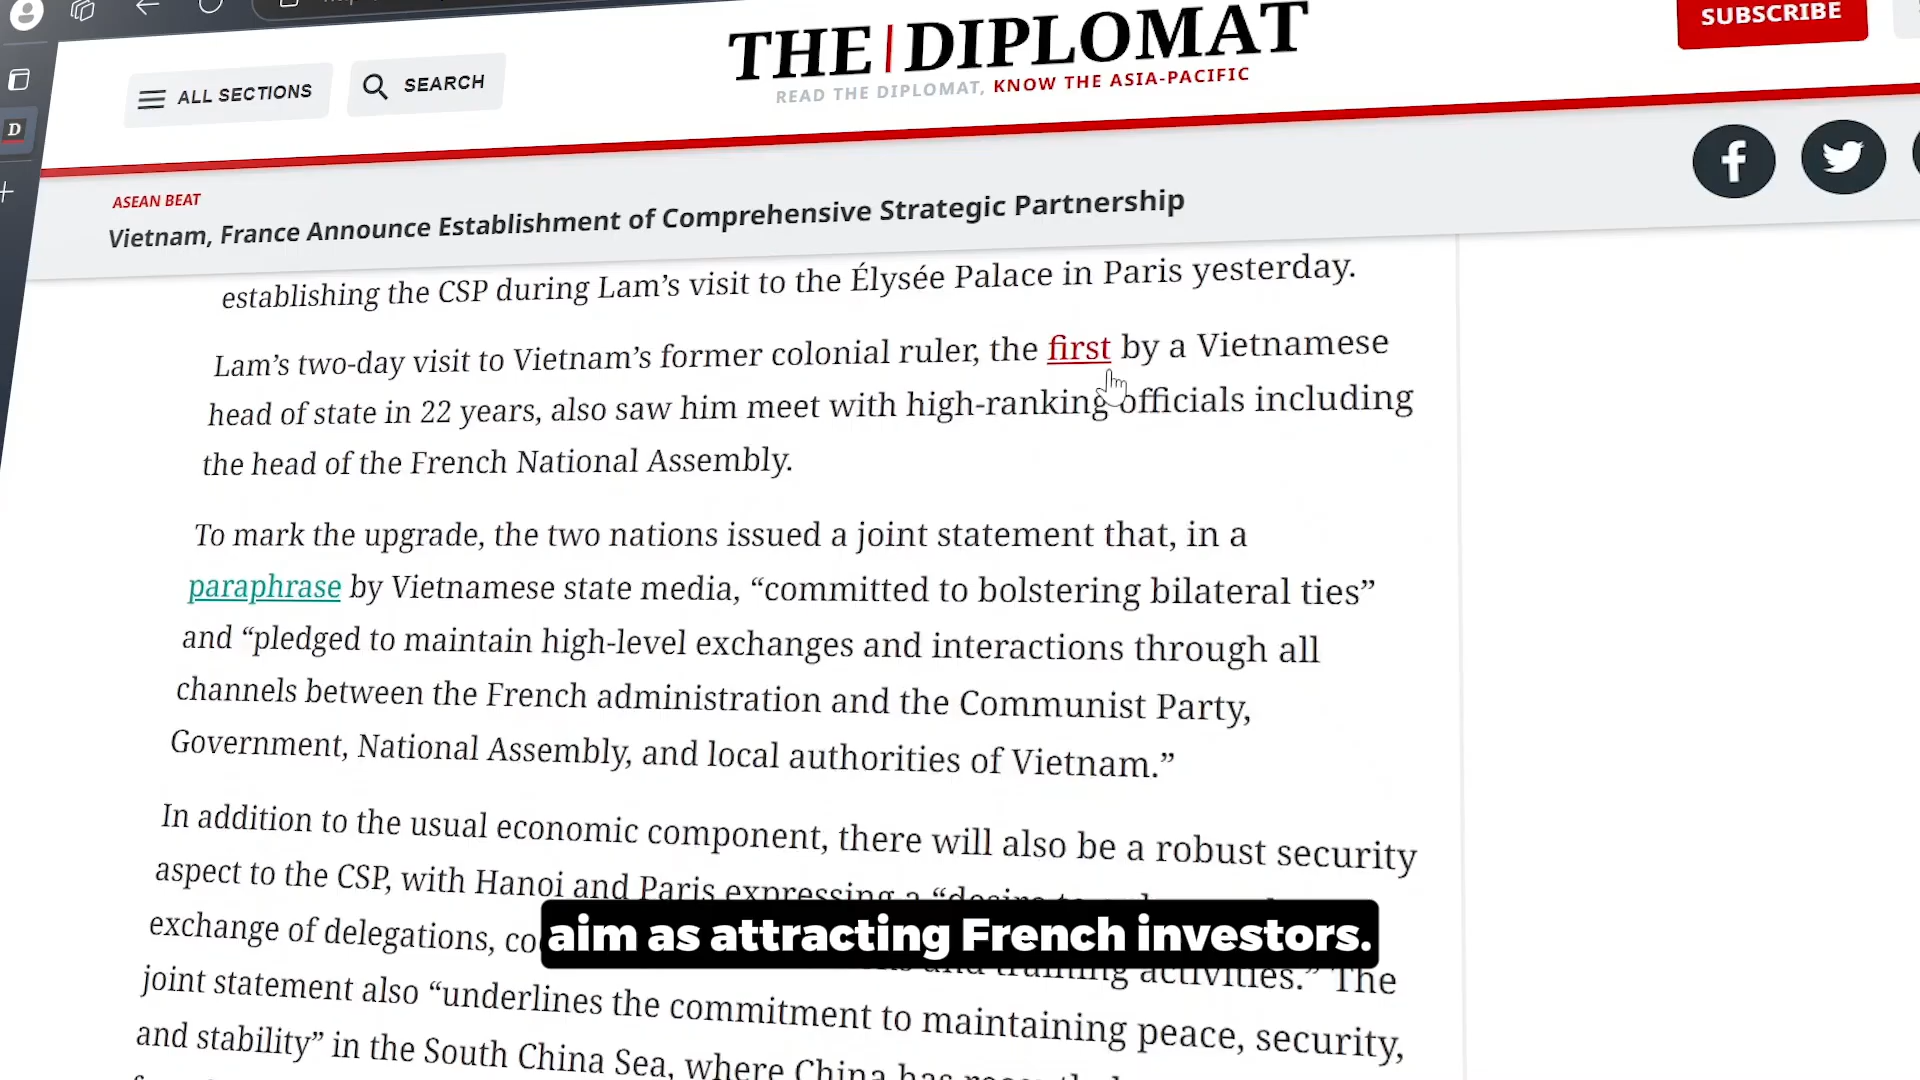 THE|DIPLOMAT
READ THE DIPLOMAT, KNOW THE ASIA-PACIFIC
SUBSCRIBE
ALL SECTIONS
SEARCH
D
ASEAN BEAT
Vietnam, France Announce Establishment of Comprehensive Strategic Partnership
establishing the CSP during Lam’s visit to the Élysée Palace in Paris yesterday.
Lam’s two-day visit to Vietnam’s former colonial ruler, the first by a Vietnamese
head of state in 22 years, also saw him meet with high-ranking officials including
the head of the French National Assembly.
To mark the upgrade, the two nations issued a joint statement that, in a
paraphrase by Vietnamese state media, “committed to bolstering bilateral ties”
and “pledged to maintain high-level exchanges and interactions through all
channels between the French administration and the Communist Party,
Government, National Assembly, and local authorities of Vietnam.”
In addition to the usual economic component, there will also be a robust security
aspect to the CSP, with Hanoi and Paris expressing a “desire to
exchange of delegations, and training activities.” The
aim as attracting French investors.
joint statement also “underlines the commitment to maintaining peace, security,
and stability” in the South China Sea, where China has